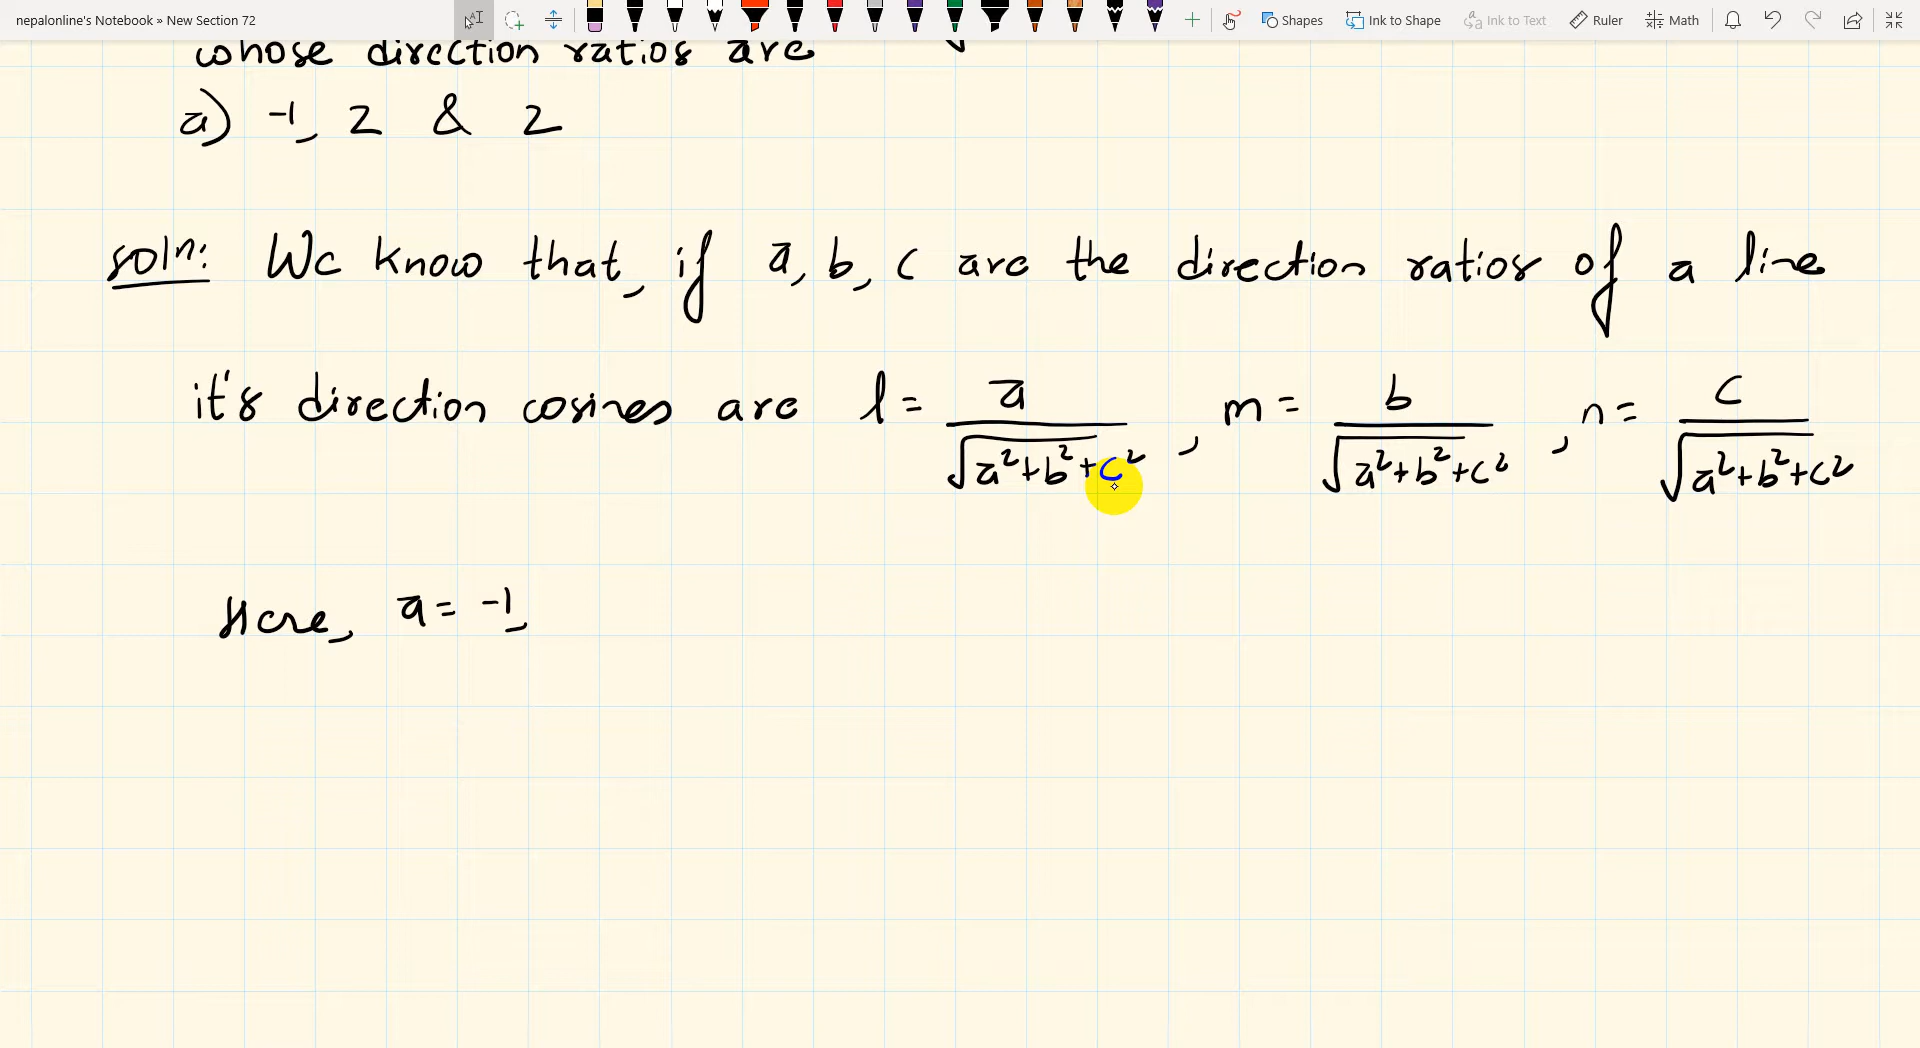 nepalonline's Notebook » New Section 72
Shapes Ink to Shape Ink to Text Ruler Math
whose direction ratios are
a) -1, 2 & 2
soln: We know that, if a, b, c are the direction ratios of a line
it's direction cosines are l = a/√(a²+b²+c²), m = b/√(a²+b²+c²), n = c/√(a²+b²+c²)
Here, a = -1,